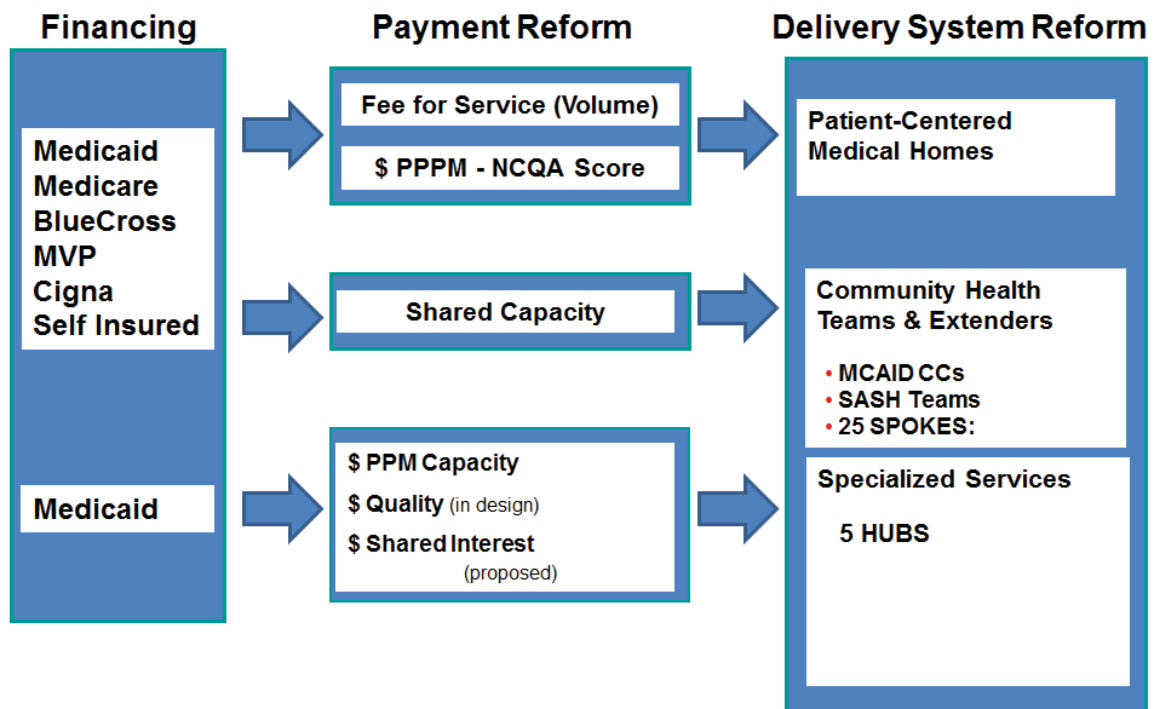 Financing
Medicaid
Medicare
BlueCross
MVP
Cigna
Self Insured
Medicaid
Payment Reform
Fee for Service (Volume)
$ PPPM - NCQA Score
Shared Capacity
$ PPM Capacity
$ Quality (in design)
$ Shared Interest
(proposed)
Delivery System Reform
Patient-Centered
Medical Homes
Community Health
Teams & Extenders
• MCAID CCs
• SASH Teams
• 25 SPOKES:
Specialized Services
5 HUBS